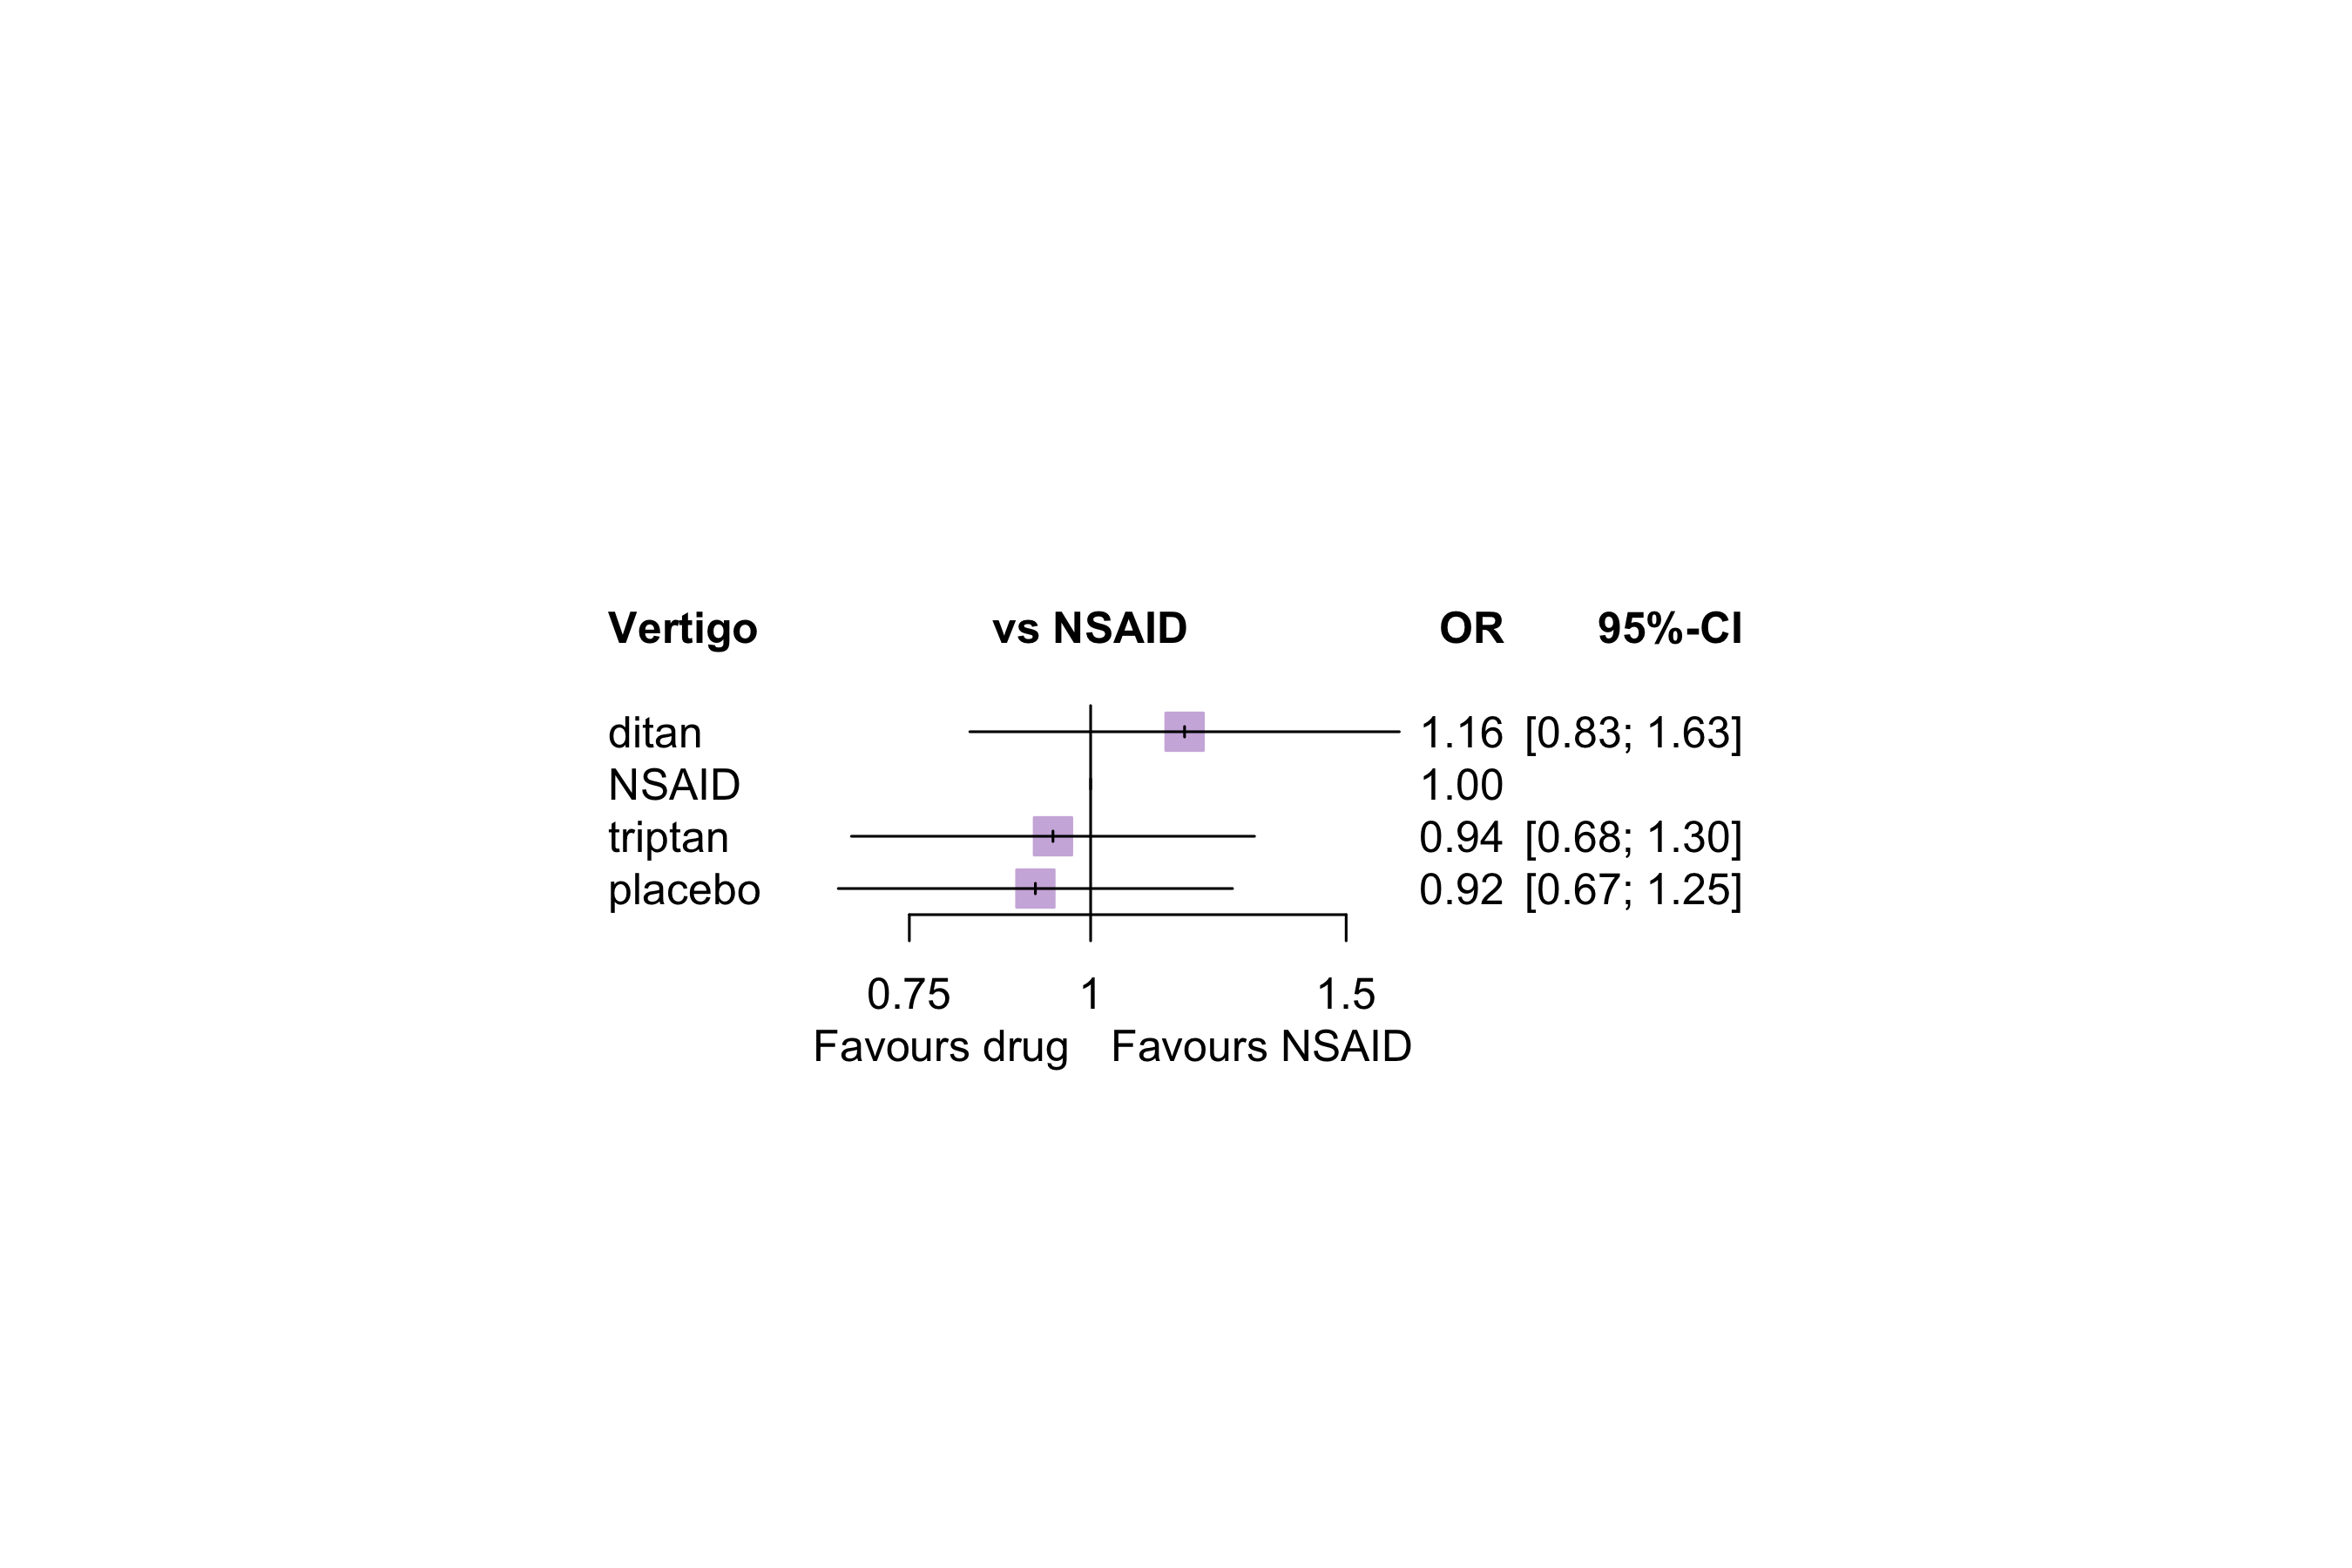 Vertigo vs NSAID OR 95%-CI
ditan 1.16 [0.83; 1.63]
NSAID 1.00
triptan 0.94 [0.68; 1.30]
placebo 0.92 [0.67; 1.25]
0.75 1 1.5
Favours drug Favours NSAID